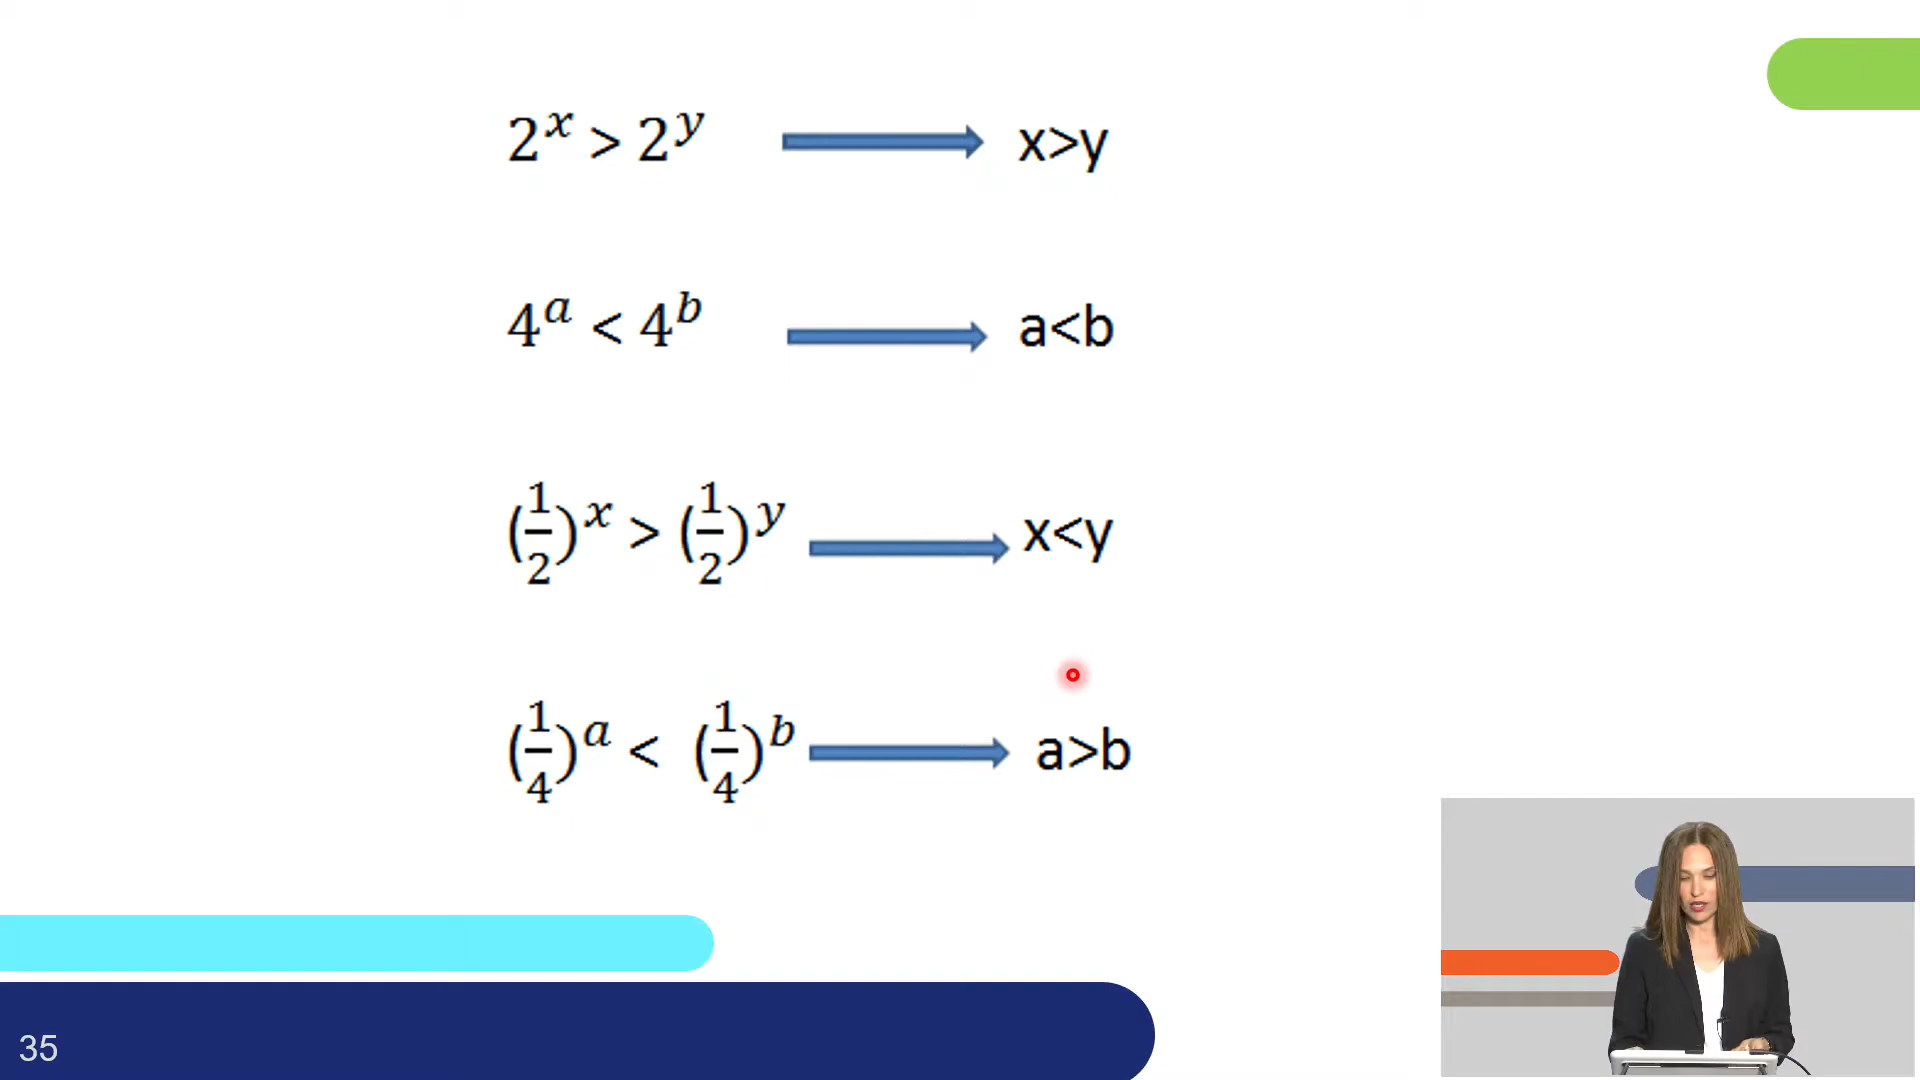 2^x > 2^y → x>y
4^a < 4^b → a<b
(1/2)^x > (1/2)^y → x<y
(1/4)^a < (1/4)^b → a>b
35